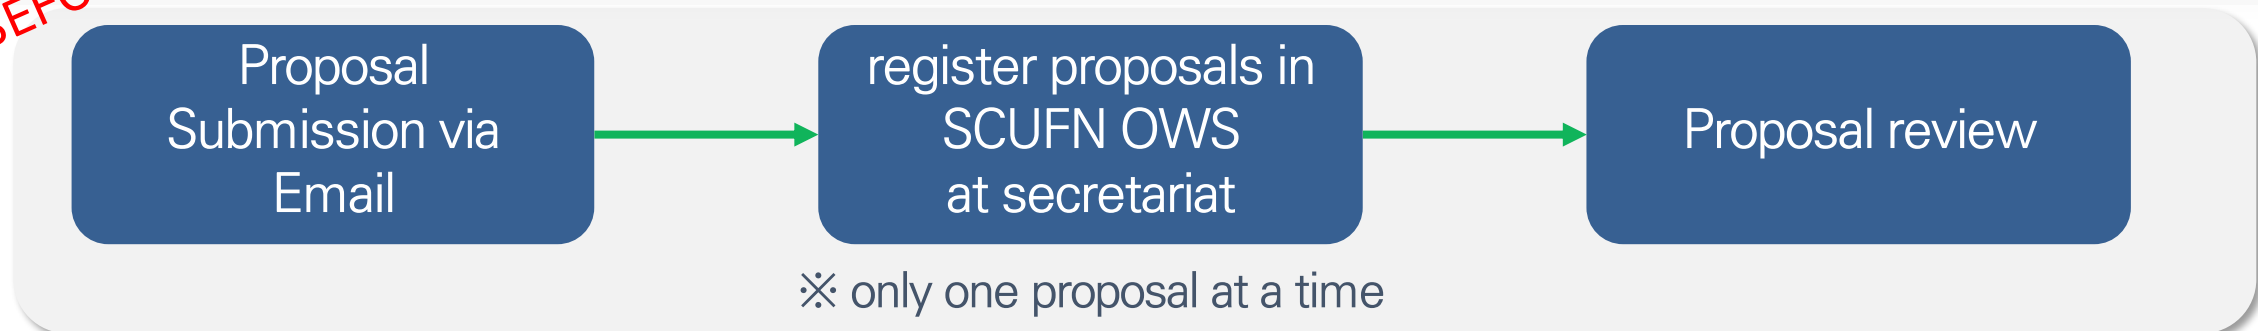 Proposal
Submission via
Email
register proposals in
SCUFN OWS
at secretariat
Proposal review
※ only one proposal at a time